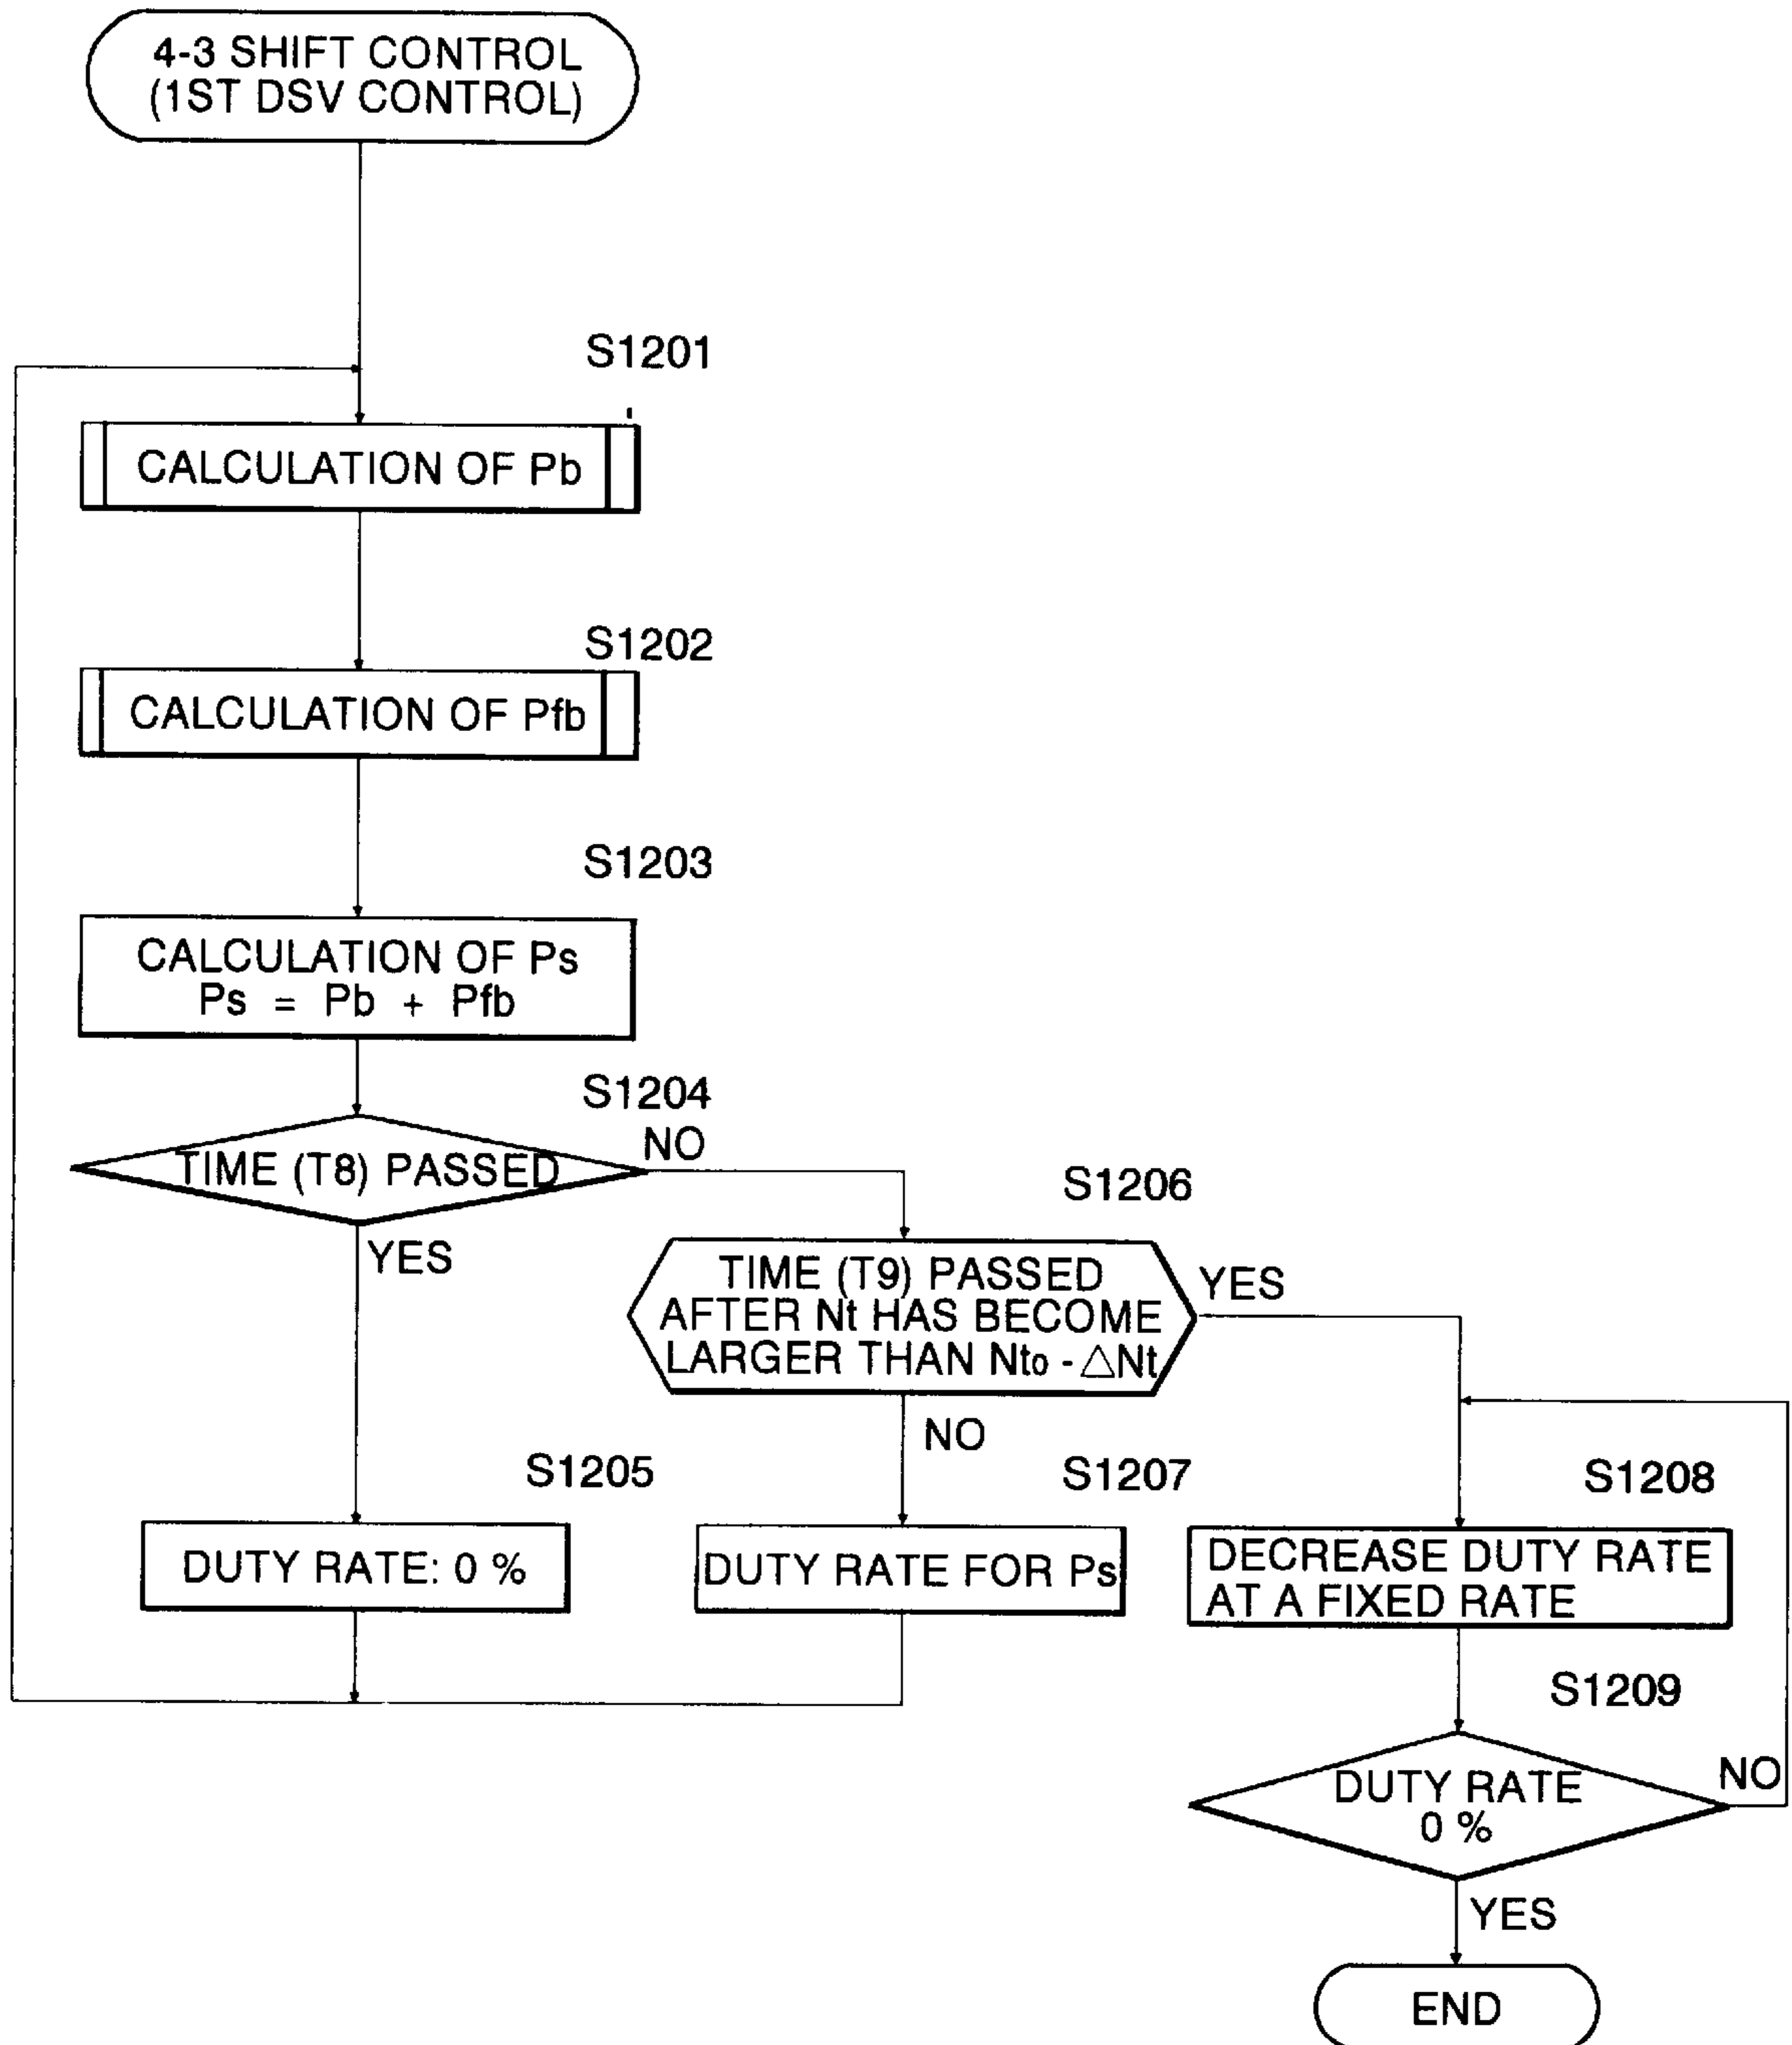 4-3 SHIFT CONTROL
(1ST DSV CONTROL)
S1201
CALCULATION OF Pb
S1202
CALCULATION OF Pfb
S1203
CALCULATION OF Ps
Ps = Pb + Pfb
S1204
TIME (T8) PASSED
NO
YES
S1206
TIME (T9) PASSED
AFTER Nt HAS BECOME
LARGER THAN Nto - △Nt
YES
NO
S1205
DUTY RATE: 0 %
S1207
DUTY RATE FOR Ps
S1208
DECREASE DUTY RATE
AT A FIXED RATE
S1209
DUTY RATE
0 %
NO
YES
END